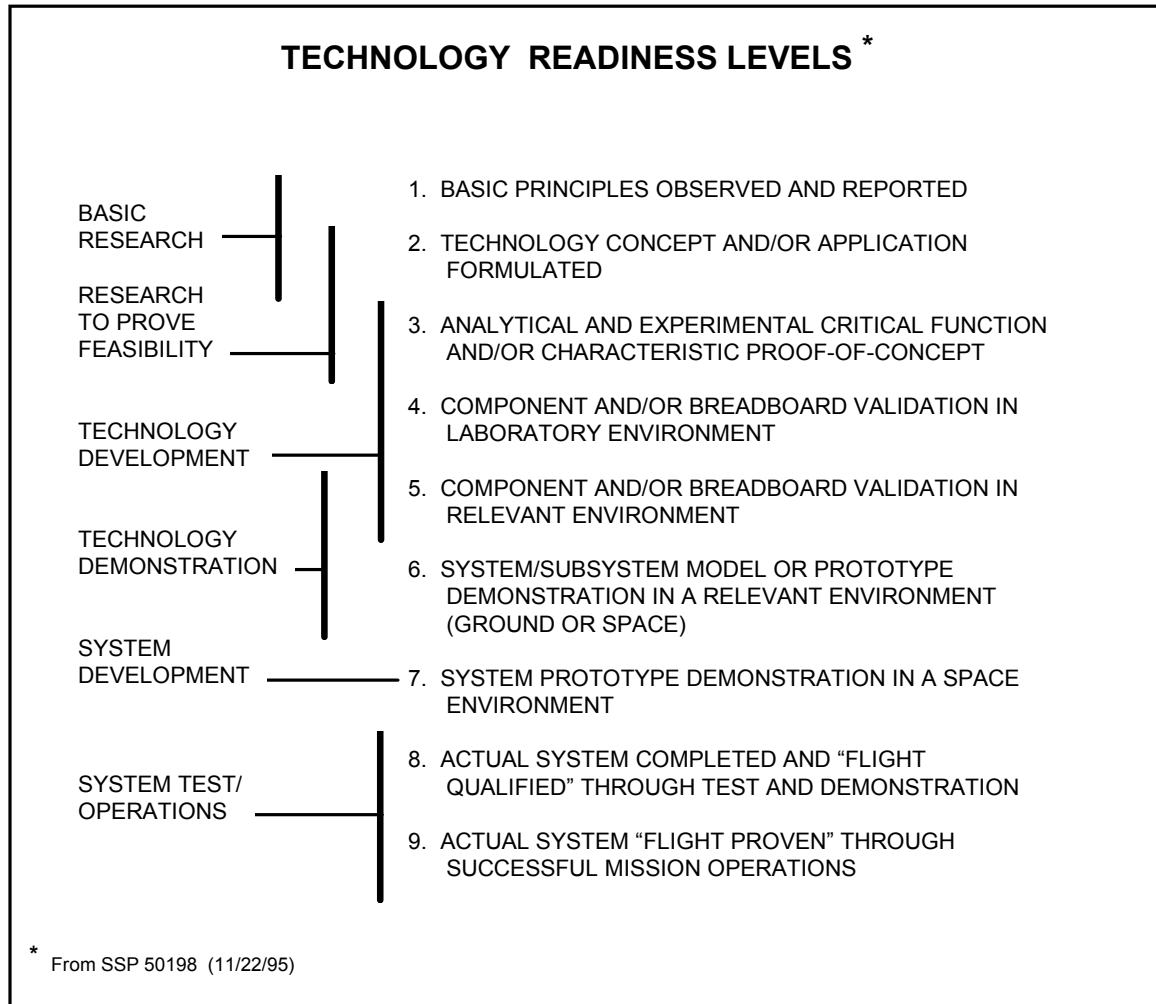 TECHNOLOGY READINESS LEVELS *
BASIC
RESEARCH
RESEARCH
TO PROVE
FEASIBILITY
TECHNOLOGY
DEVELOPMENT
TECHNOLOGY
DEMONSTRATION
SYSTEM
DEVELOPMENT
SYSTEM TEST/
OPERATIONS
1. BASIC PRINCIPLES OBSERVED AND REPORTED
2. TECHNOLOGY CONCEPT AND/OR APPLICATION
FORMULATED
3. ANALYTICAL AND EXPERIMENTAL CRITICAL FUNCTION
AND/OR CHARACTERISTIC PROOF-OF-CONCEPT
4. COMPONENT AND/OR BREADBOARD VALIDATION IN
LABORATORY ENVIRONMENT
5. COMPONENT AND/OR BREADBOARD VALIDATION IN
RELEVANT ENVIRONMENT
6. SYSTEM/SUBSYSTEM MODEL OR PROTOTYPE
DEMONSTRATION IN A RELEVANT ENVIRONMENT
(GROUND OR SPACE)
7. SYSTEM PROTOTYPE DEMONSTRATION IN A SPACE
ENVIRONMENT
8. ACTUAL SYSTEM COMPLETED AND “FLIGHT
QUALIFIED” THROUGH TEST AND DEMONSTRATION
9. ACTUAL SYSTEM “FLIGHT PROVEN” THROUGH
SUCCESSFUL MISSION OPERATIONS
* From SSP 50198 (11/22/95)